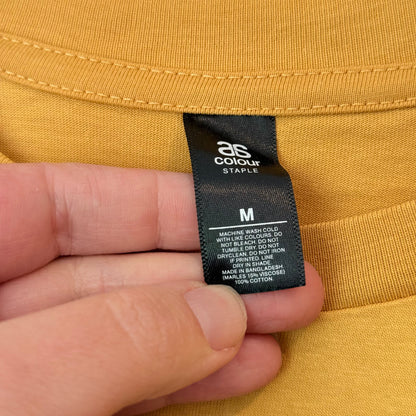 as
colour
STAPLE
M
MACHINE WASH COLD
WITH LIKE COLOURS. DO
NOT BLEACH. DO NOT
TUMBLE DRY. DO NOT
DRYCLEAN. DO NOT IRON
IF PRINTED. LINE
DRY IN SHADE.
MADE IN BANGLADESH
(MARLES 15% VISCOSE)
100% COTTON